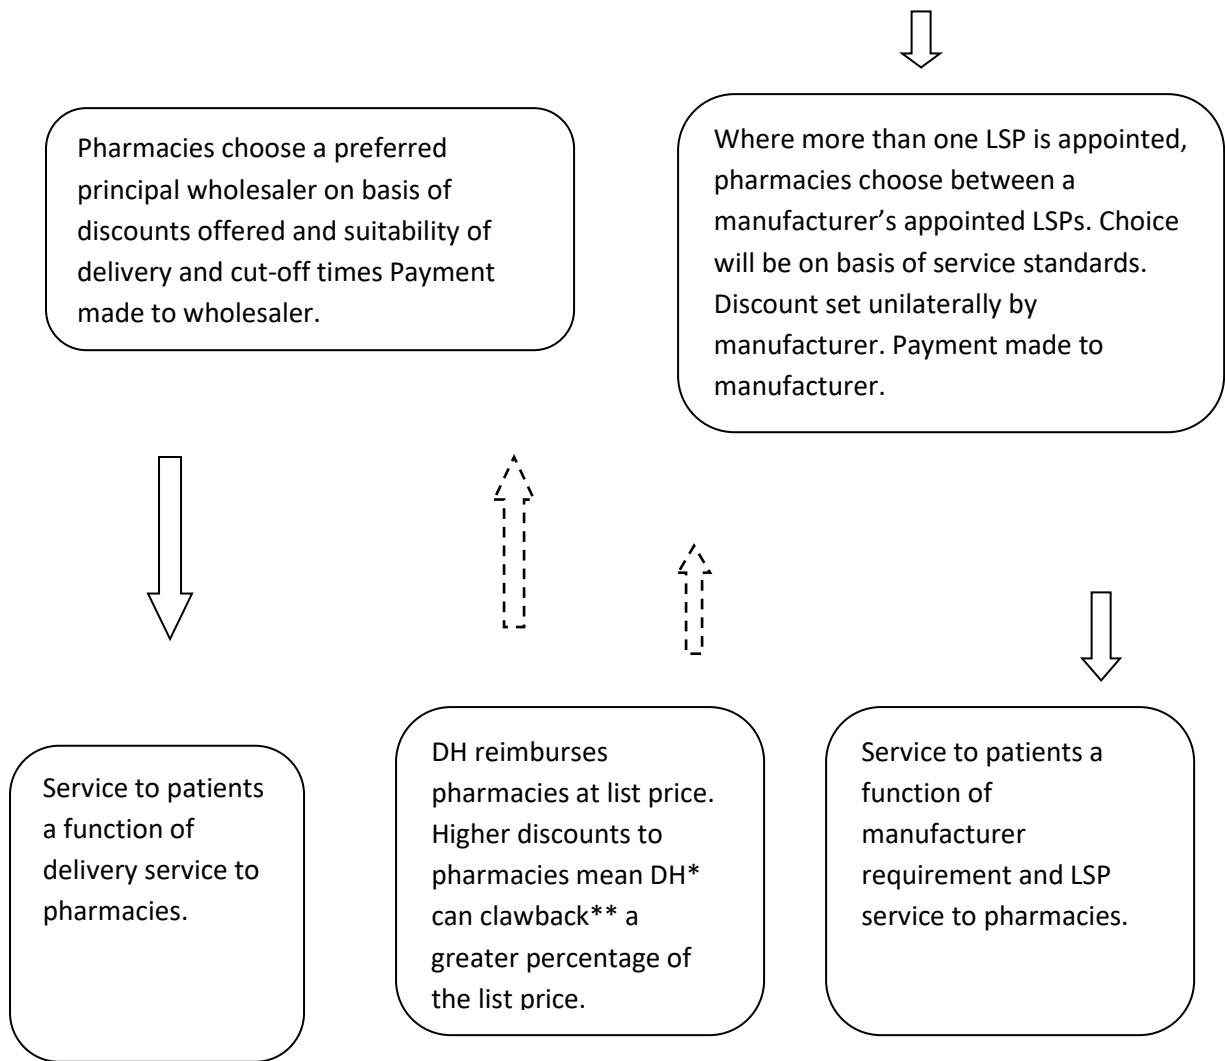 Pharmacies choose a preferred
principal wholesaler on basis of
discounts offered and suitability of
delivery and cut-off times Payment
made to wholesaler.
Where more than one LSP is appointed,
pharmacies choose between a
manufacturer’s appointed LSPs. Choice
will be on basis of service standards.
Discount set unilaterally by
manufacturer. Payment made to
manufacturer.
Service to patients
a function of
delivery service to
pharmacies.
DH reimburses
pharmacies at list price.
Higher discounts to
pharmacies mean DH*
can clawback** a
greater percentage of
the list price.
Service to patients a
function of
manufacturer
requirement and LSP
service to pharmacies.